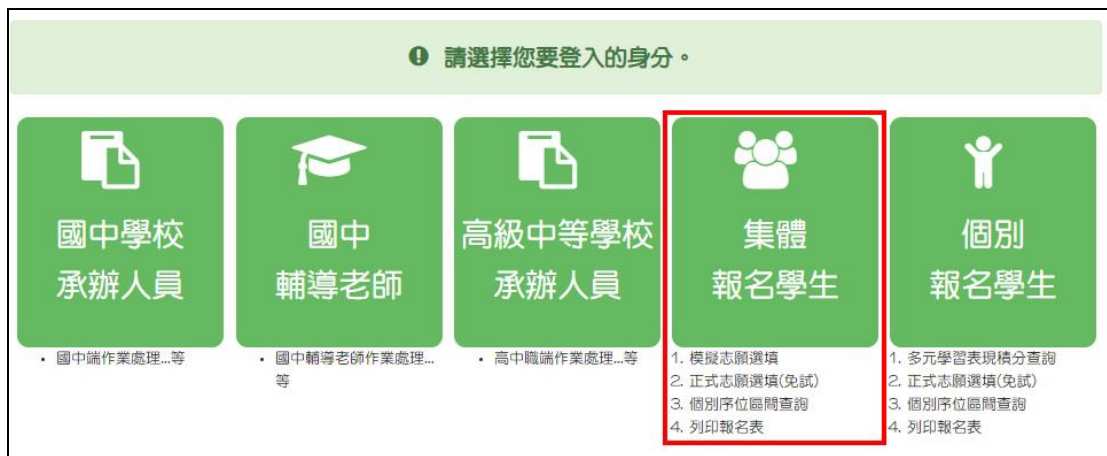 請選擇您要登入的身分。
國中學校
承辦人員
• 國中端作業處理...等
國中
輔導老師
• 國中輔導老師作業處理...
等
高級中等學校
承辦人員
• 高中職端作業處理...等
集體
報名學生
1. 模擬志願選填
2. 正式志願選填(免試)
3. 個別序位區間查詢
4. 列印報名表
個別
報名學生
1. 多元學習表現積分查詢
2. 正式志願選填(免試)
3. 個別序位區間查詢
4. 列印報名表